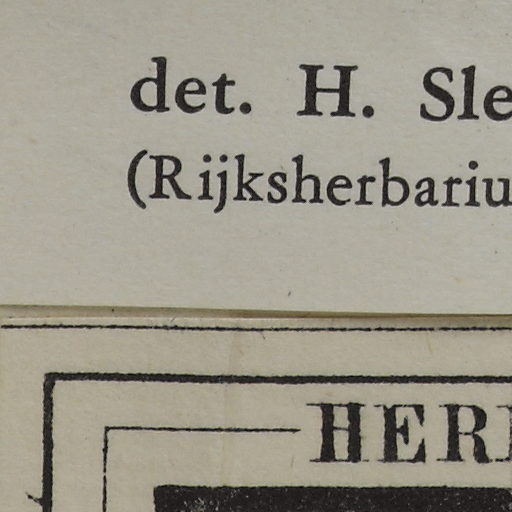 det. H. Sle
(Rijksherbariu
HER